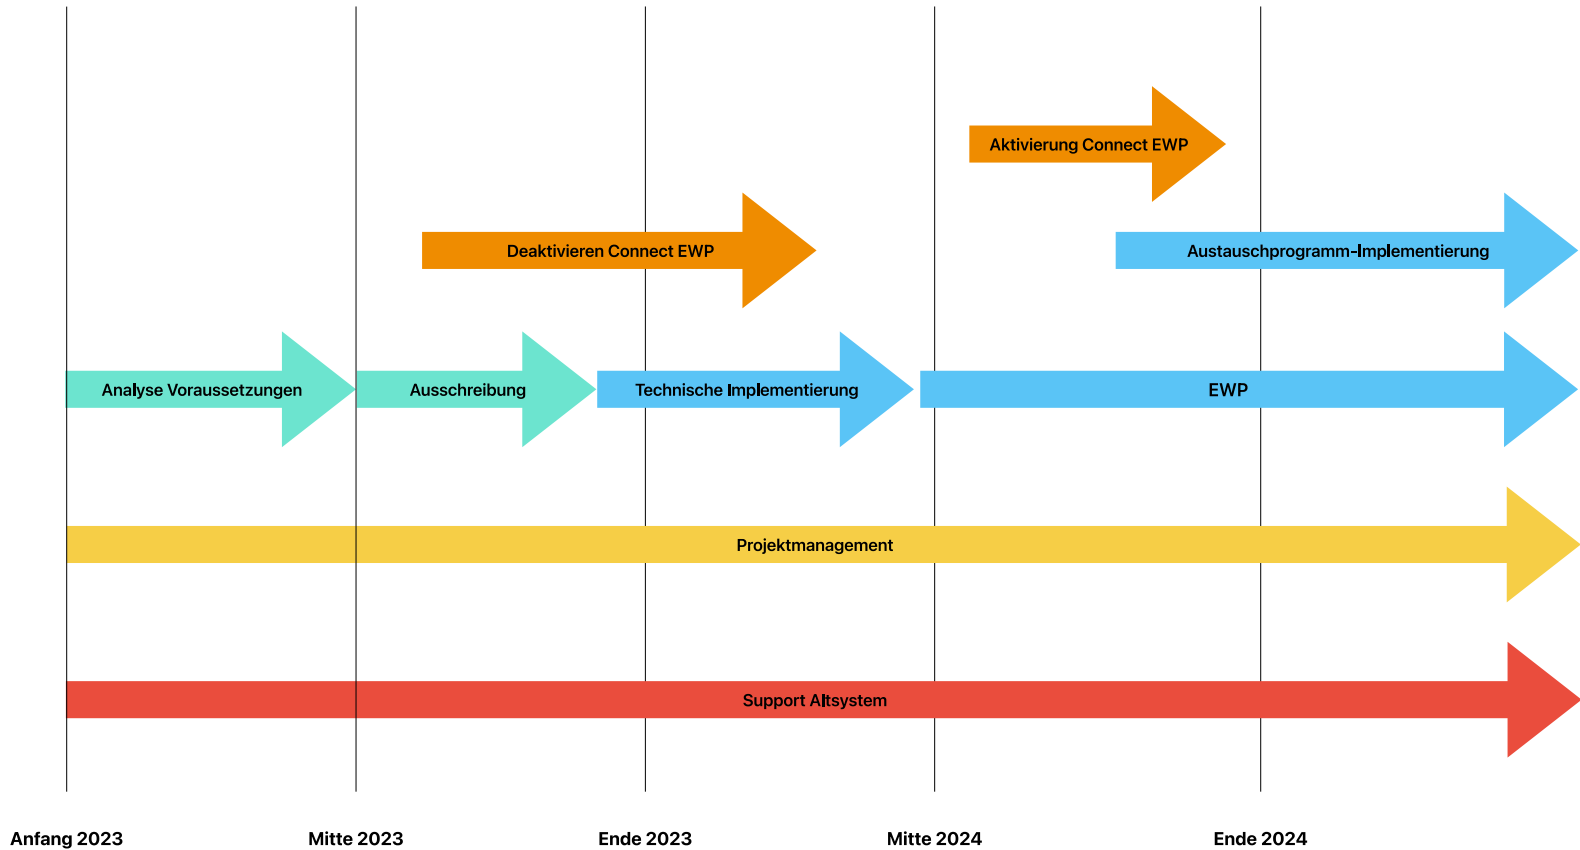 Aktivierung Connect EWP
Deaktivieren Connect EWP
Austauschprogramm-Implementierung
Analyse Voraussetzungen
Ausschreibung
Technische Implementierung
EWP
Projektmanagement
Support Altsystem
Anfang 2023
Mitte 2023
Ende 2023
Mitte 2024
Ende 2024